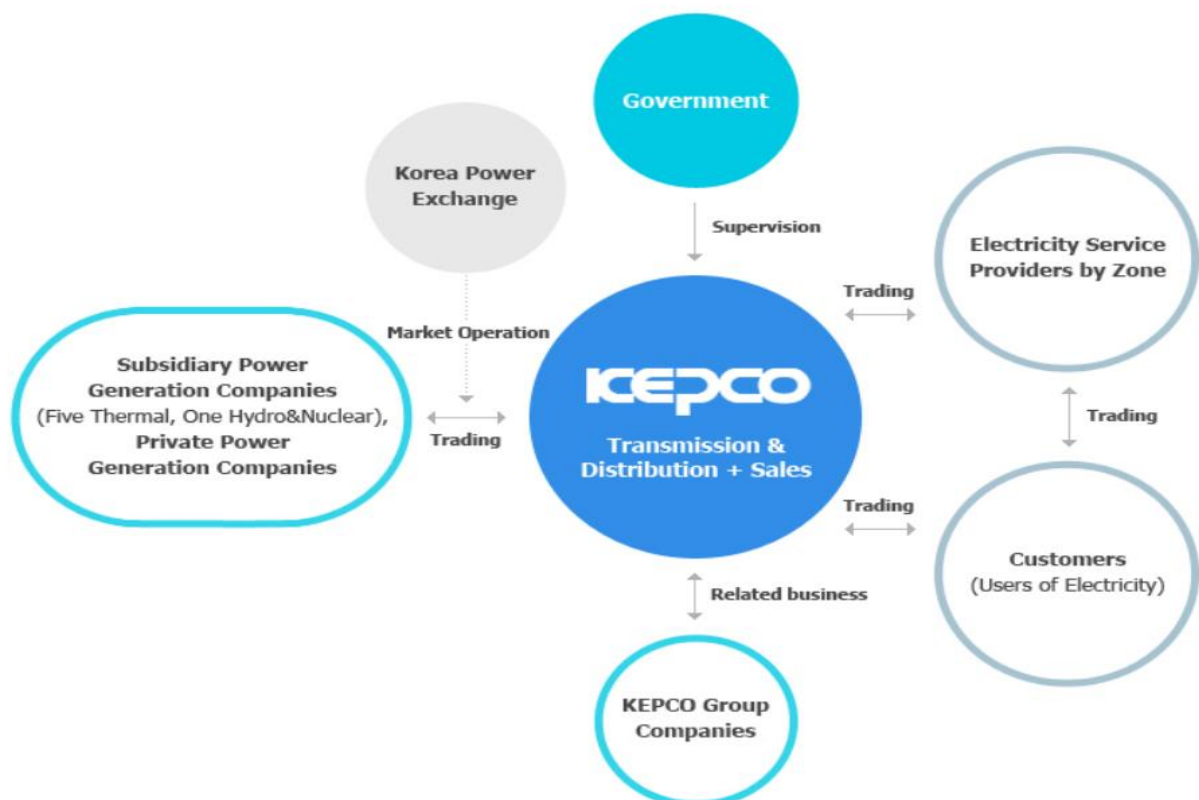 Government
Korea Power
Exchange
Supervision
Electricity Service
Providers by Zone
Trading
Market Operation
Subsidiary Power
Generation Companies
(Five Thermal, One Hydro&Nuclear),
Private Power
Generation Companies
Trading
KEPCO
Transmission &
Distribution + Sales
Trading
Trading
Customers
(Users of Electricity)
Related business
KEPCO Group
Companies